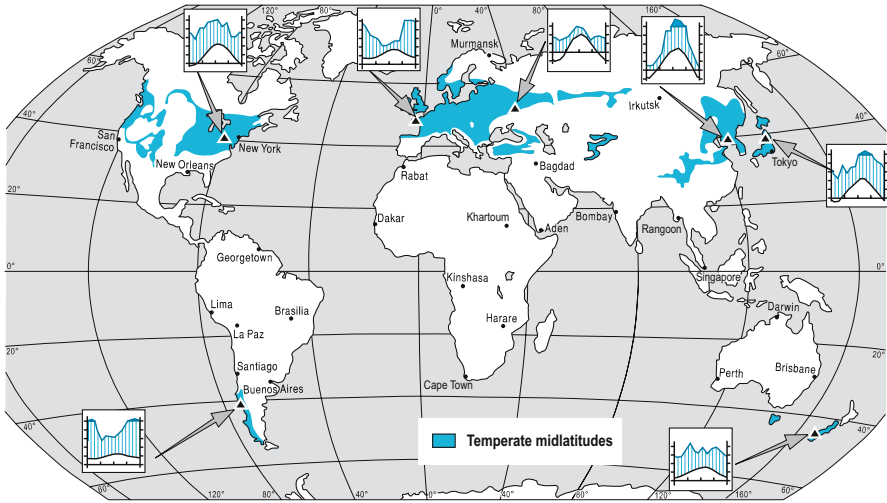 160°
120°
80°
40°
0°
40°
80°
160°
60°
60°
Murmansk
40°
40°
Irkutsk
San
Francisco
New York
Tokyo
New Orleans
Bagdad
Rabat
20°
20°
Dakar
Khartoum
Aden
Bombay
Rangoon
Georgetown
0°
0°
Kinshasa
Singapore
Lima
Brasilia
Harare
Darwin
La Paz
20°
20°
Santiago
Perth
Brisbane
Buenos Aires
Cape Town
40°
40°
Temperate midlatitudes
60°
120°
80°
40°
0°
40°
80°
120°
160°